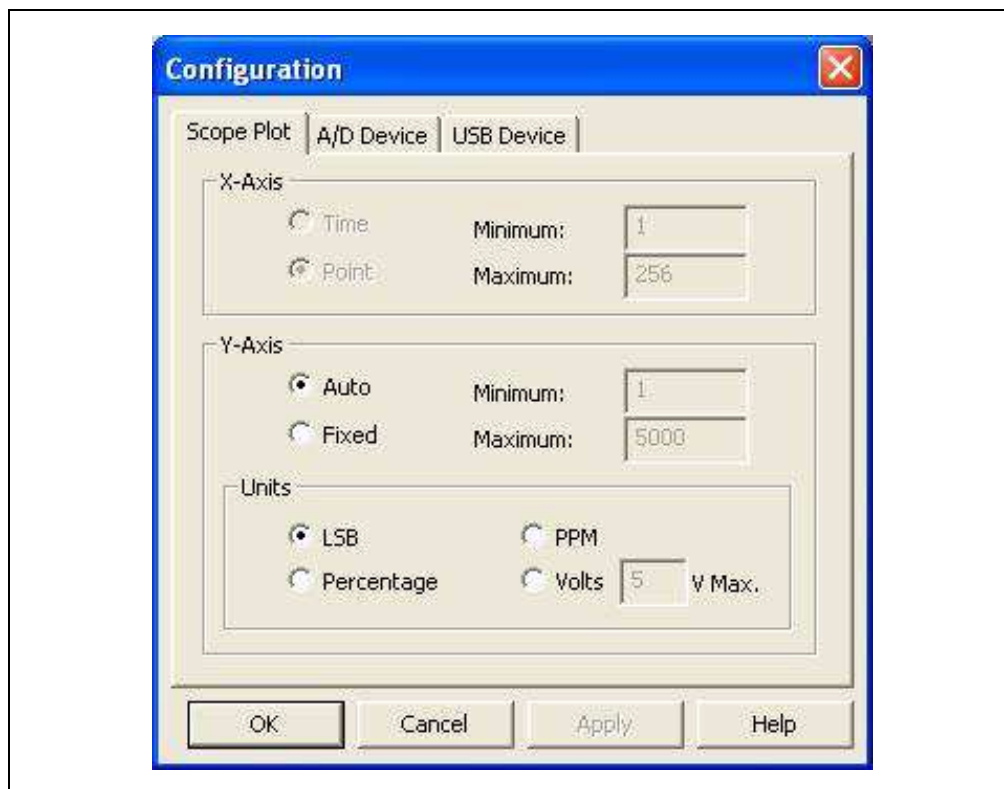 Configuration
Scope Plot A/D Device USB Device
X-Axis
Time Minimum: 1
Point Maximum: 256
Y-Axis
Auto Minimum: 1
Fixed Maximum: 5000
Units
LSB PPM
Percentage Volts 5 V Max.
OK Cancel Apply Help